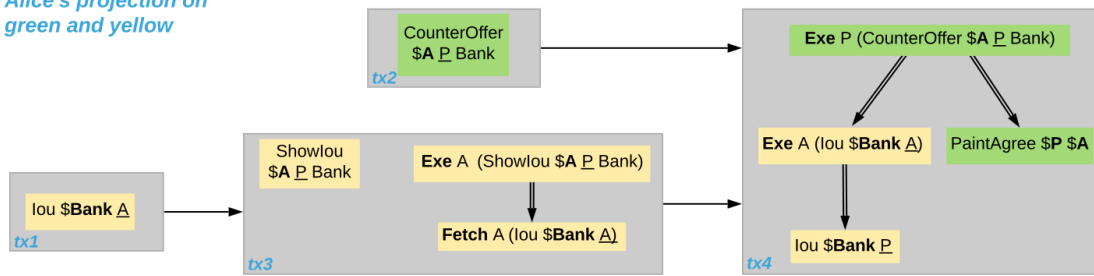 Alice's projection on
green and yellow
CounterOffer
$A P Bank
tx2
Exe P (CounterOffer $A P Bank)
Exe A (Iou $Bank A)
PaintAgree $P $A
Iou $Bank P
tx4
ShowIou
$A P Bank
Exe A (ShowIou $A P Bank)
Fetch A (Iou $Bank A)
tx3
Iou $Bank A
tx1